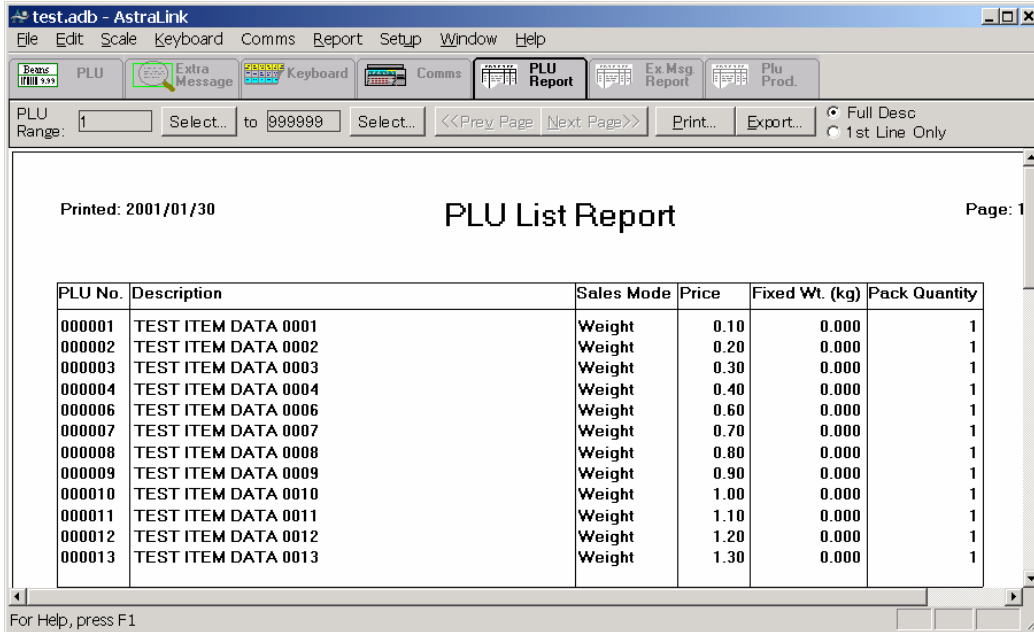 test.adb - AstraLink
File Edit Scale Keyboard Comms Report Setup Window Help
Beans 9.99 PLU Extra Message Keyboard Comms PLU Report Ex.Msg. Report Plu Prod.
PLU Range: 1 Select... to 999999 Select... <<Prev Page Next Page>> Print... Export... Full Desc
1st Line Only
Printed: 2001/01/30 PLU List Report Page: 1
PLU No. Description Sales Mode Price Fixed Wt. (kg) Pack Quantity
000001 TEST ITEM DATA 0001 Weight 0.10 0.000 1
000002 TEST ITEM DATA 0002 Weight 0.20 0.000 1
000003 TEST ITEM DATA 0003 Weight 0.30 0.000 1
000004 TEST ITEM DATA 0004 Weight 0.40 0.000 1
000006 TEST ITEM DATA 0006 Weight 0.60 0.000 1
000007 TEST ITEM DATA 0007 Weight 0.70 0.000 1
000008 TEST ITEM DATA 0008 Weight 0.80 0.000 1
000009 TEST ITEM DATA 0009 Weight 0.90 0.000 1
000010 TEST ITEM DATA 0010 Weight 1.00 0.000 1
000011 TEST ITEM DATA 0011 Weight 1.10 0.000 1
000012 TEST ITEM DATA 0012 Weight 1.20 0.000 1
000013 TEST ITEM DATA 0013 Weight 1.30 0.000 1
For Help, press F1